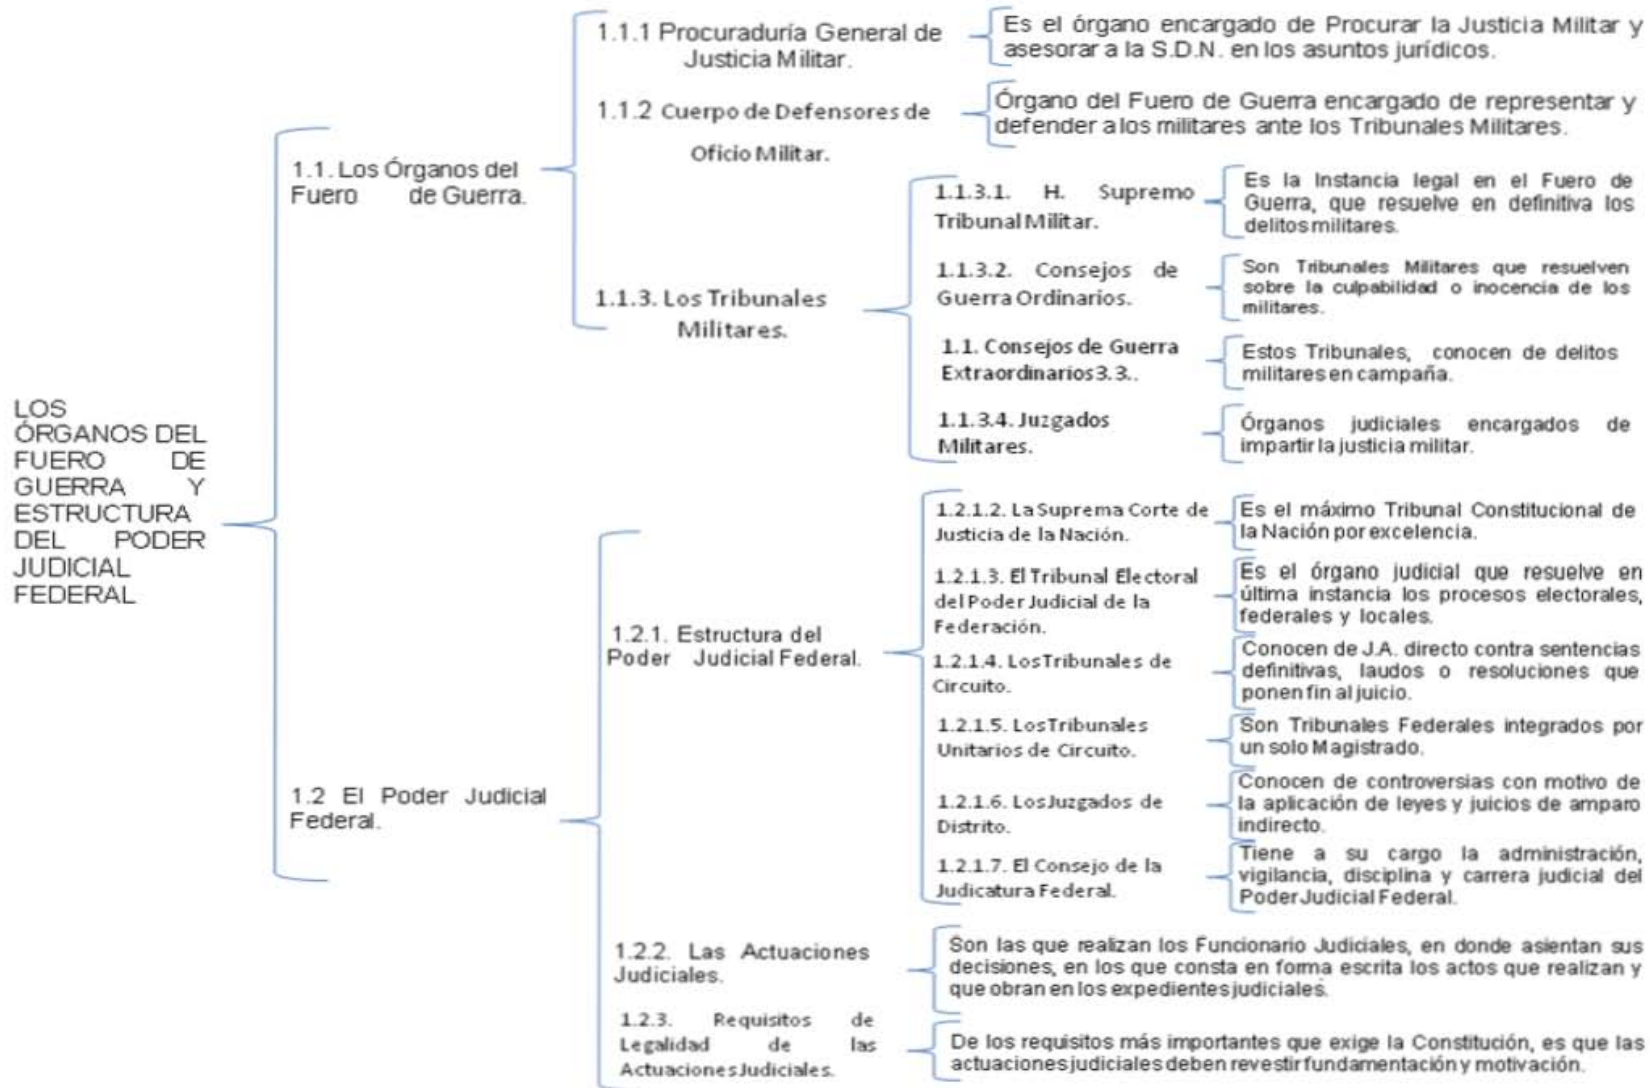 LOS
ÓRGANOS DEL
FUERO DE
GUERRA Y
ESTRUCTURA
DEL PODER
JUDICIAL
FEDERAL
1.1. Los Órganos del
Fuero de Guerra.
1.1.1 Procuraduría General de
Justicia Militar.
Es el órgano encargado de Procurar la Justicia Militar y
asesorar a la S.D.N. en los asuntos jurídicos.
1.1.2 Cuerpo de Defensores de
Oficio Militar.
Órgano del Fuero de Guerra encargado de representar y
defender a los militares ante los Tribunales Militares.
1.1.3. Los Tribunales
Militares.
1.1.3.1. H. Supremo
Tribunal Militar.
Es la Instancia legal en el Fuero de
Guerra, que resuelve en definitiva los
delitos militares.
1.1.3.2. Consejos de
Guerra Ordinarios.
Son Tribunales Militares que resuelven
sobre la culpabilidad o inocencia de los
militares.
1.1. Consejos de Guerra
Extraordinarios3.3..
Estos Tribunales, conocen de delitos
militares en campaña.
1.1.3.4. Juzgados
Militares.
Órganos judiciales encargados de
impartir la justicia militar.
1.2 El Poder Judicial
Federal.
1.2.1. Estructura del
Poder Judicial Federal.
1.2.1.2. La Suprema Corte de
Justicia de la Nación.
Es el máximo Tribunal Constitucional de
la Nación por excelencia.
1.2.1.3. El Tribunal Electoral
del Poder Judicial de la
Federación.
Es el órgano judicial que resuelve en
última instancia los procesos electorales,
federales y locales.
1.2.1.4. Los Tribunales de
Circuito.
Conocen de J.A. directo contra sentencias
definitivas, laudos o resoluciones que
ponen fin al juicio.
1.2.1.5. Los Tribunales
Unitarios de Circuito.
Son Tribunales Federales integrados por
un solo Magistrado.
1.2.1.6. Los Juzgados de
Distrito.
Conocen de controversias con motivo de
la aplicación de leyes y juicios de amparo
indirecto.
1.2.1.7. El Consejo de la
Judicatura Federal.
Tiene a su cargo la administración,
vigilancia, disciplina y carrera judicial del
Poder Judicial Federal.
1.2.2. Las Actuaciones
Judiciales.
Son las que realizan los Funcionario Judiciales, en donde asientan sus
decisiones, en los que consta en forma escrita los actos que realizan y
que obran en los expedientes judiciales.
1.2.3. Requisitos de
Legalidad de las
Actuaciones Judiciales.
De los requisitos más importantes que exige la Constitución, es que las
actuaciones judiciales deben revestir fundamentación y motivación.